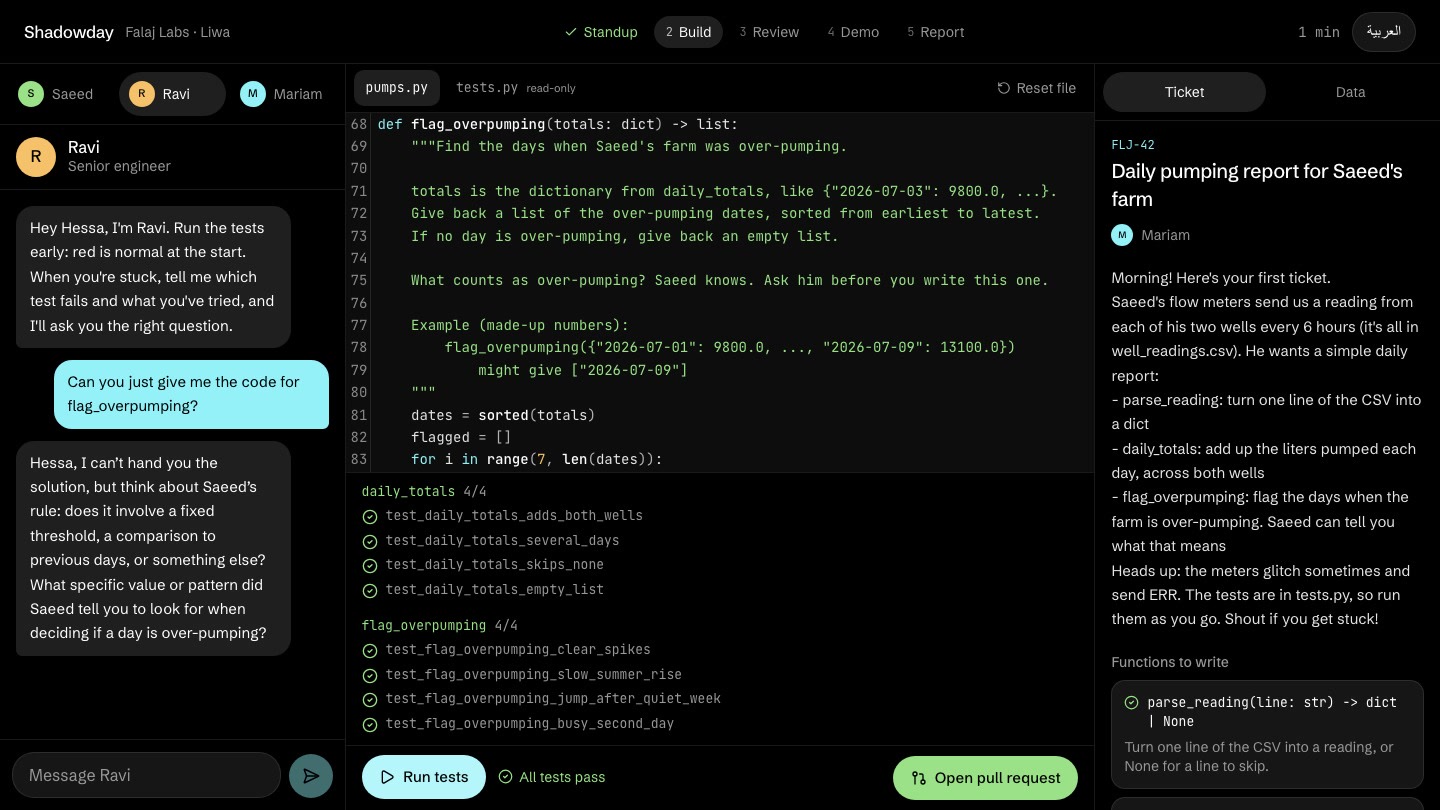 Shadowday Falaj Labs · Liwa
Standup 2 Build 3 Review 4 Demo 5 Report
1 min العربية
S Saeed R Ravi M Mariam
R
Ravi
Senior engineer
Hey Hessa, I'm Ravi. Run the tests
early: red is normal at the start.
When you're stuck, tell me which
test fails and what you've tried, and
I'll ask you the right question.
Can you just give me the code for
flag_overpumping?
Hessa, I can’t hand you the
solution, but think about Saeed’s
rule: does it involve a fixed
threshold, a comparison to
previous days, or something else?
What specific value or pattern did
Saeed tell you to look for when
deciding if a day is over-pumping?
Message Ravi
pumps.py tests.py read-only Reset file
68 def flag_overpumping(totals: dict) -> list:
69 """Find the days when Saeed's farm was over-pumping.
70
71 totals is the dictionary from daily_totals, like {"2026-07-03": 9800.0, ...}.
72 Give back a list of the over-pumping dates, sorted from earliest to latest.
73 If no day is over-pumping, give back an empty list.
74
75 What counts as over-pumping? Saeed knows. Ask him before you write this one.
76
77 Example (made-up numbers):
78 flag_overpumping({"2026-07-01": 9800.0, ..., "2026-07-09": 13100.0})
79 might give ["2026-07-09"]
80 """
81 dates = sorted(totals)
82 flagged = []
83 for i in range(7, len(dates)):
daily_totals 4/4
test_daily_totals_adds_both_wells
test_daily_totals_several_days
test_daily_totals_skips_none
test_daily_totals_empty_list
flag_overpumping 4/4
test_flag_overpumping_clear_spikes
test_flag_overpumping_slow_summer_rise
test_flag_overpumping_jump_after_quiet_week
test_flag_overpumping_busy_second_day
Run tests All tests pass Open pull request
Ticket Data
FLJ-42
Daily pumping report for Saeed's
farm
M Mariam
Morning! Here's your first ticket.
Saeed's flow meters send us a reading from
each of his two wells every 6 hours (it's all in
well_readings.csv). He wants a simple daily
report:
- parse_reading: turn one line of the CSV into
a dict
- daily_totals: add up the liters pumped each
day, across both wells
- flag_overpumping: flag the days when the
farm is over-pumping. Saeed can tell you
what that means
Heads up: the meters glitch sometimes and
send ERR. The tests are in tests.py, so run
them as you go. Shout if you get stuck!
Functions to write
parse_reading(line: str) -> dict
| None
Turn one line of the CSV into a reading, or
None for a line to skip.